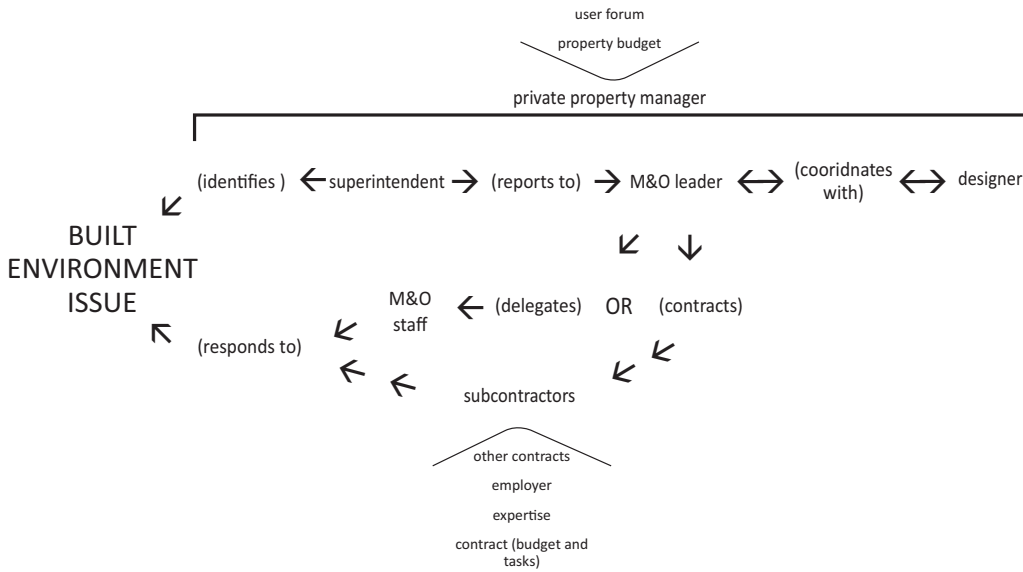 user forum
property budget
private property manager
(identifies )
superintendent
(reports to)
M&O leader
(cooridnates
with)
designer
BUILT
ENVIRONMENT
ISSUE
M&O
staff
(delegates)
OR
(contracts)
(responds to)
subcontractors
other contracts
employer
expertise
contract (budget and
tasks)